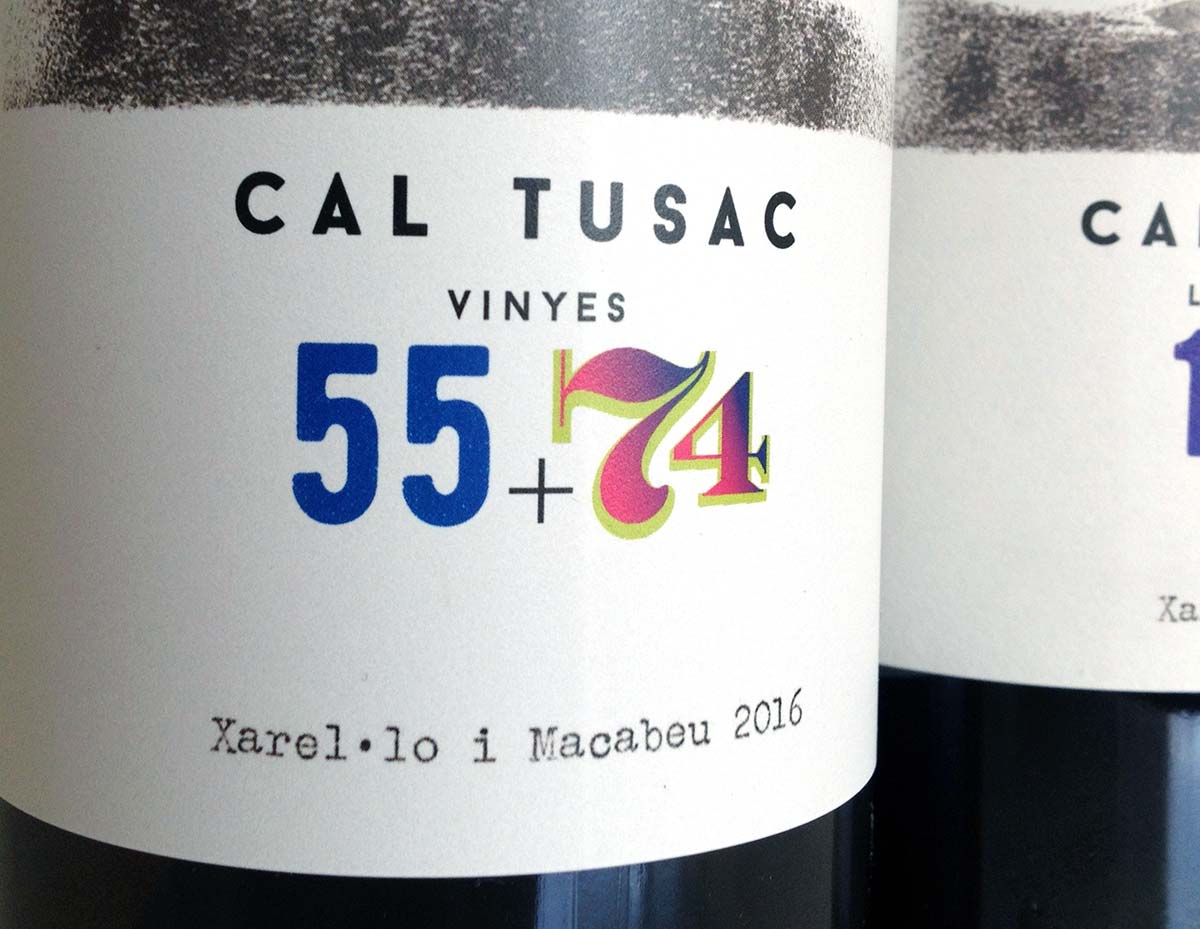 CAL TUSAC
VINYES
55+74
Xarel·lo i Macabeu 2016